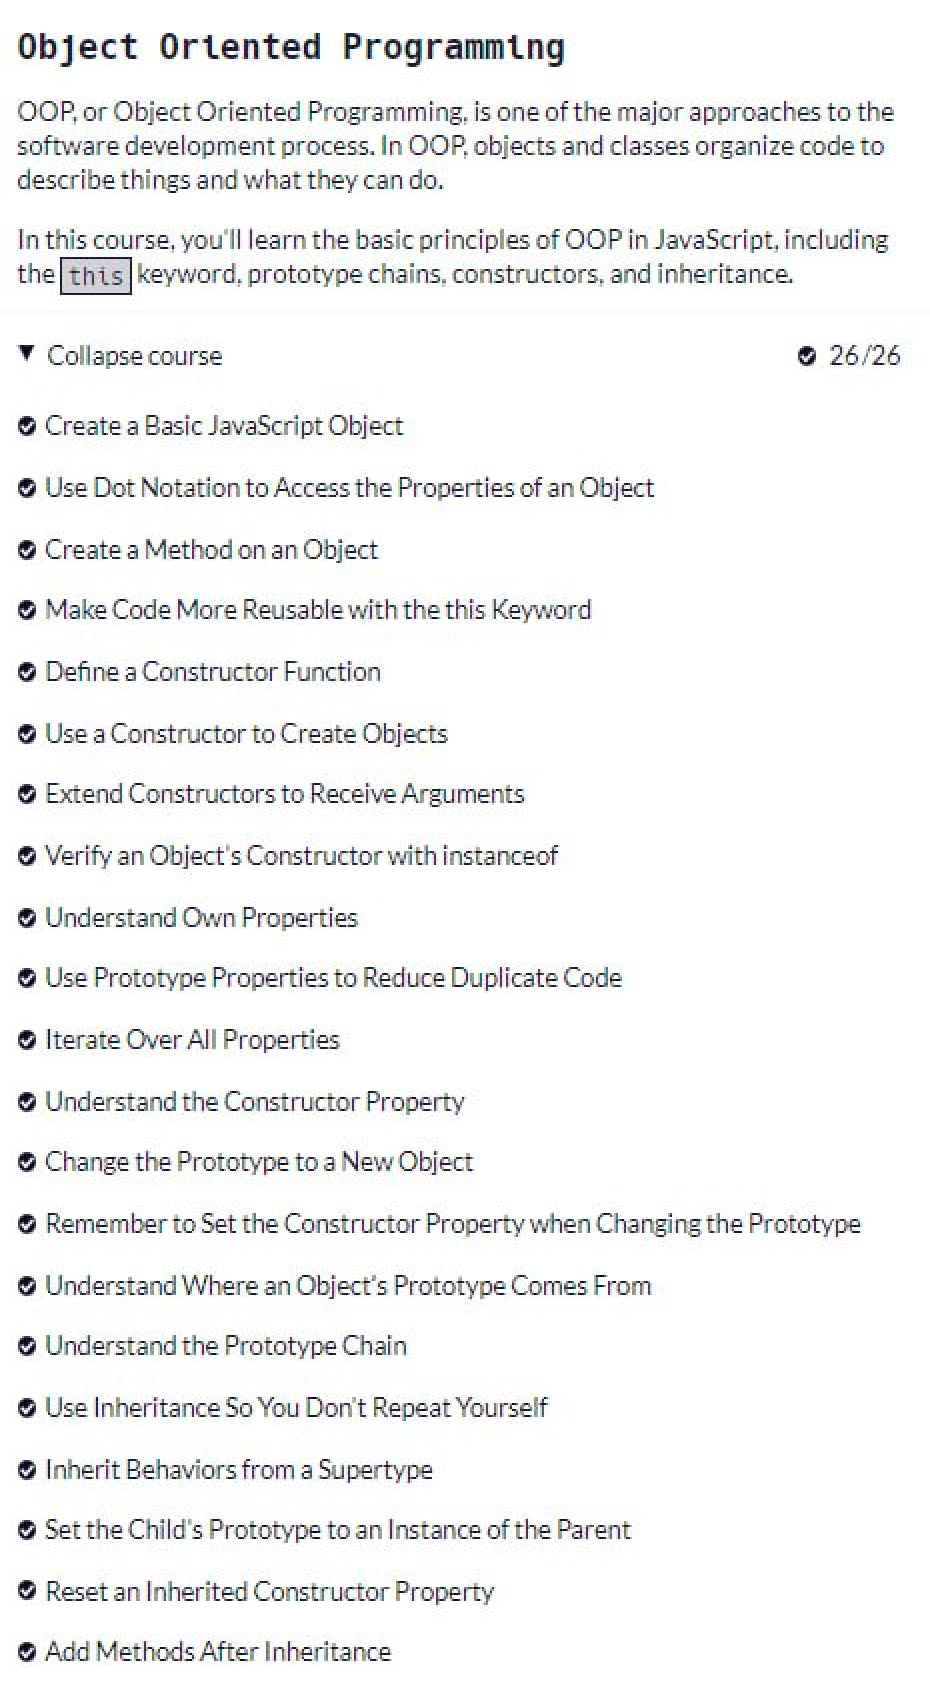 Object Oriented Programming
OOP, or Object Oriented Programming, is one of the major approaches to the
software development process. In OOP, objects and classes organize code to
describe things and what they can do.
In this course, you'll learn the basic principles of OOP in JavaScript, including
the this keyword, prototype chains, constructors, and inheritance.
Collapse course 26/26
Create a Basic JavaScript Object
Use Dot Notation to Access the Properties of an Object
Create a Method on an Object
Make Code More Reusable with the this Keyword
Define a Constructor Function
Use a Constructor to Create Objects
Extend Constructors to Receive Arguments
Verify an Object's Constructor with instanceof
Understand Own Properties
Use Prototype Properties to Reduce Duplicate Code
Iterate Over All Properties
Understand the Constructor Property
Change the Prototype to a New Object
Remember to Set the Constructor Property when Changing the Prototype
Understand Where an Object’s Prototype Comes From
Understand the Prototype Chain
Use Inheritance So You Don't Repeat Yourself
Inherit Behaviors from a Supertype
Set the Child's Prototype to an Instance of the Parent
Reset an Inherited Constructor Property
Add Methods After Inheritance